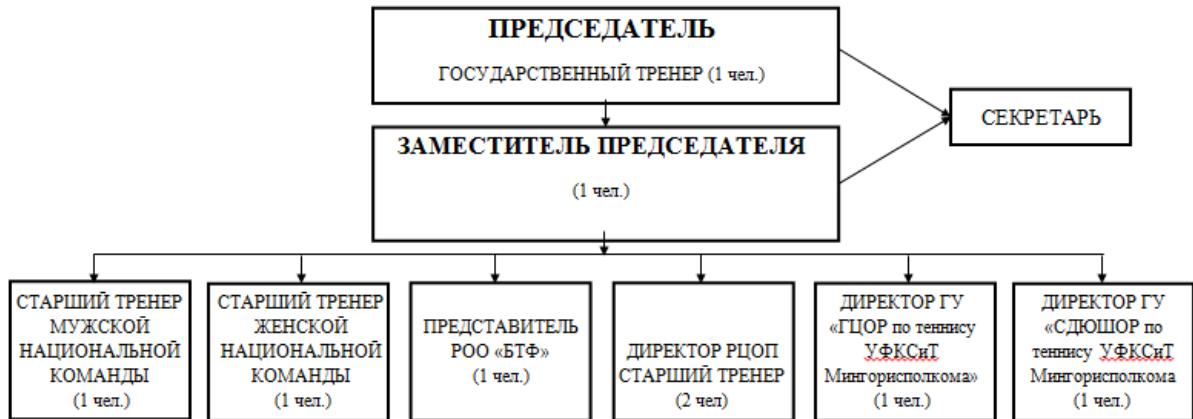 ПРЕДСЕДАТЕЛЬ
ГОСУДАРСТВЕННЫЙ ТРЕНЕР (1 чел.)
СЕКРЕТАРЬ
ЗАМЕСТИТЕЛЬ ПРЕДСЕДАТЕЛЯ
(1 чел.)
СТАРШИЙ ТРЕНЕР
МУЖСКОЙ
НАЦИОНАЛЬНОЙ
КОМАНДЫ
(1 чел.)
СТАРШИЙ ТРЕНЕР
ЖЕНСКОЙ
НАЦИОНАЛЬНОЙ
КОМАНДЫ
(1 чел.)
ПРЕДСТАВИТЕЛЬ
РОО «БТФ»
(1 чел.)
ДИРЕКТОР РЦОП
СТАРШИЙ ТРЕНЕР
(2 чел)
ДИРЕКТОР ГУ
«ГЦОР по теннису
УФКСиТ
Мингорисполкома»
(1 чел.)
ДИРЕКТОР ГУ
«СДЮШОР по
теннису УФКСиТ
Мингорисполкома
(1 чел.)